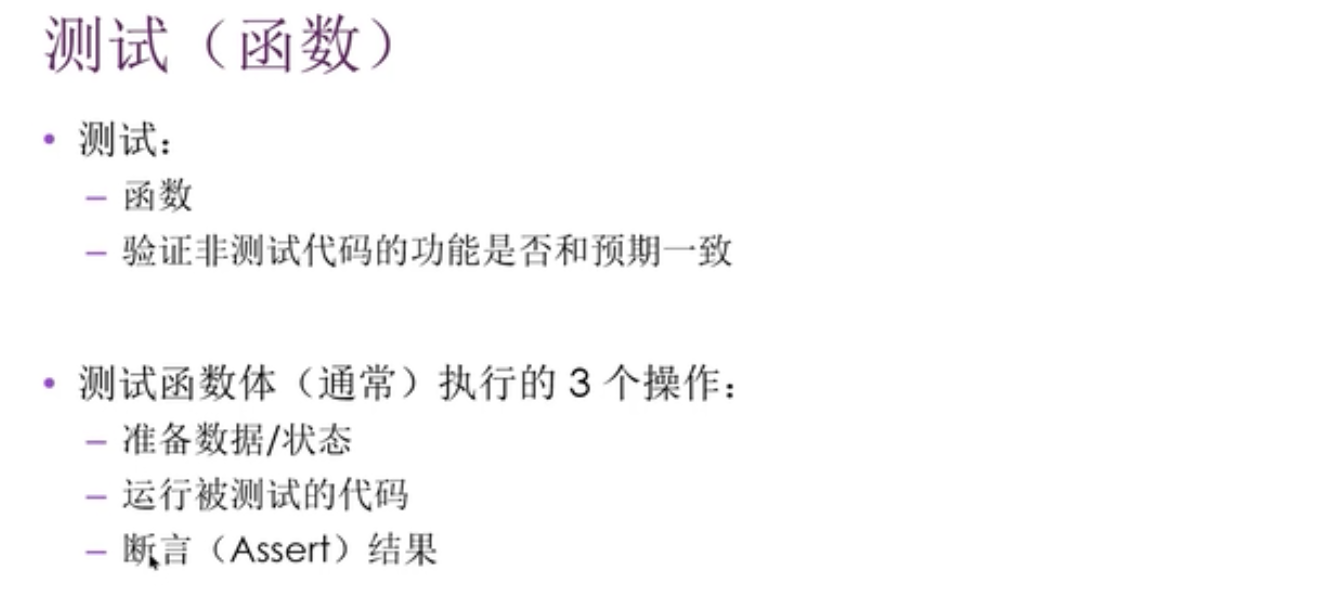 测试（函数）
• 测试：
– 函数
– 验证非测试代码的功能是否和预期一致
• 测试函数体（通常）执行的 3 个操作：
– 准备数据/状态
– 运行被测试的代码
– 断言（Assert）结果